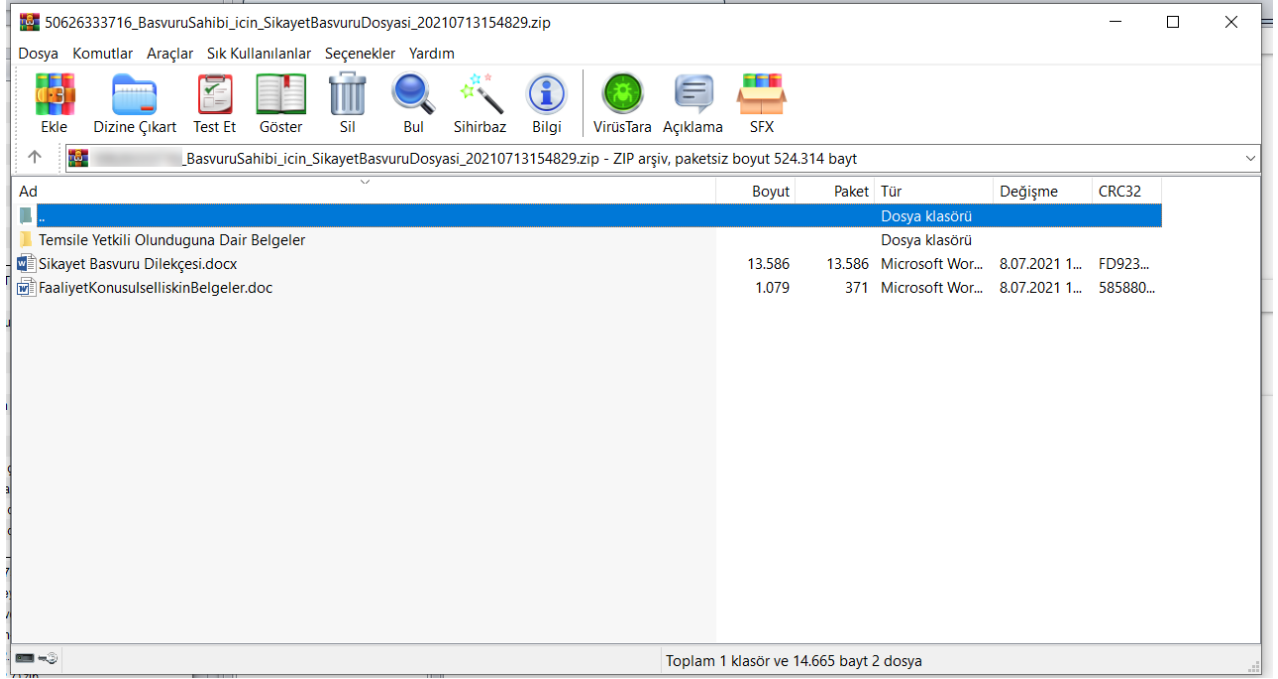 50626333716_BasvuruSahibi_icin_SikayetBasvuruDosyasi_20210713154829.zip
Dosya Komutlar Araçlar Sık Kullanılanlar Seçenekler Yardım
Ekle Dizine Çıkart Test Et Göster Sil Bul Sihirbaz Bilgi VirüsTara Açıklama SFX
_BasvuruSahibi_icin_SikayetBasvuruDosyasi_20210713154829.zip - ZIP arşiv, paketsiz boyut 524.314 bayt
Ad Boyut Paket Tür Değişme CRC32
.. Dosya klasörü
Temsile Yetkili Olunduguna Dair Belgeler Dosya klasörü
Sikayet Basvuru Dilekçesi.docx 13.586 13.586 Microsoft Wor... 8.07.2021 1... FD923...
FaaliyetKonusuIseIliskinBelgeler.doc 1.079 371 Microsoft Wor... 8.07.2021 1... 585880...
Toplam 1 klasör ve 14.665 bayt 2 dosya